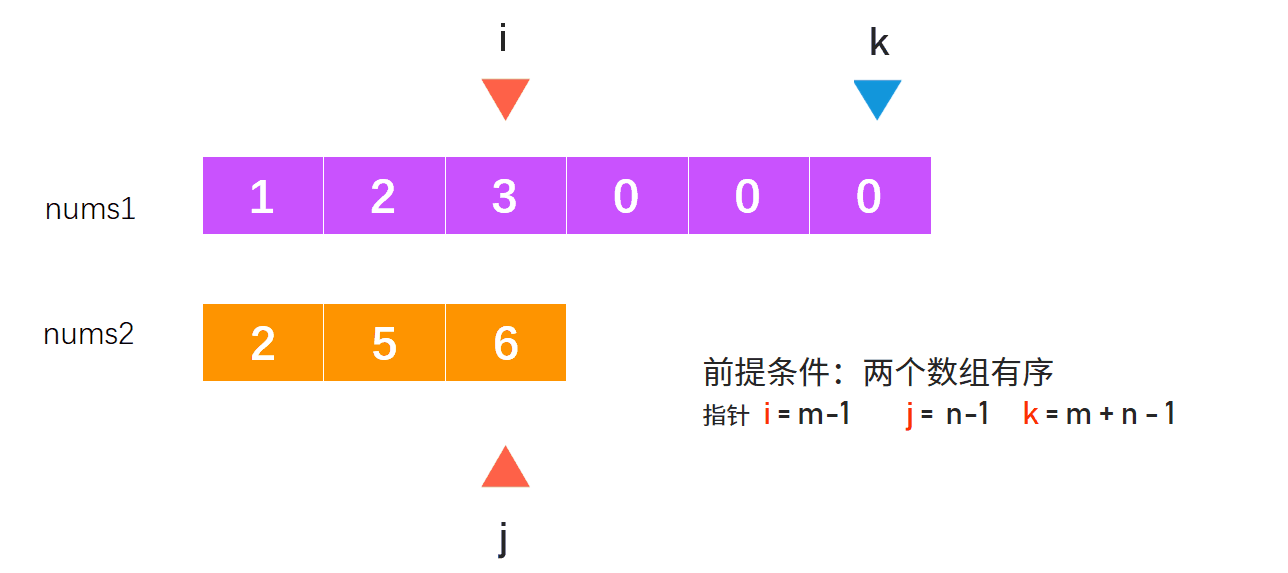 i
k
1 2 3 0 0 0
nums1
2 5 6
nums2
前提条件：两个数组有序
指针 i = m-1 j = n-1 k = m + n - 1
j